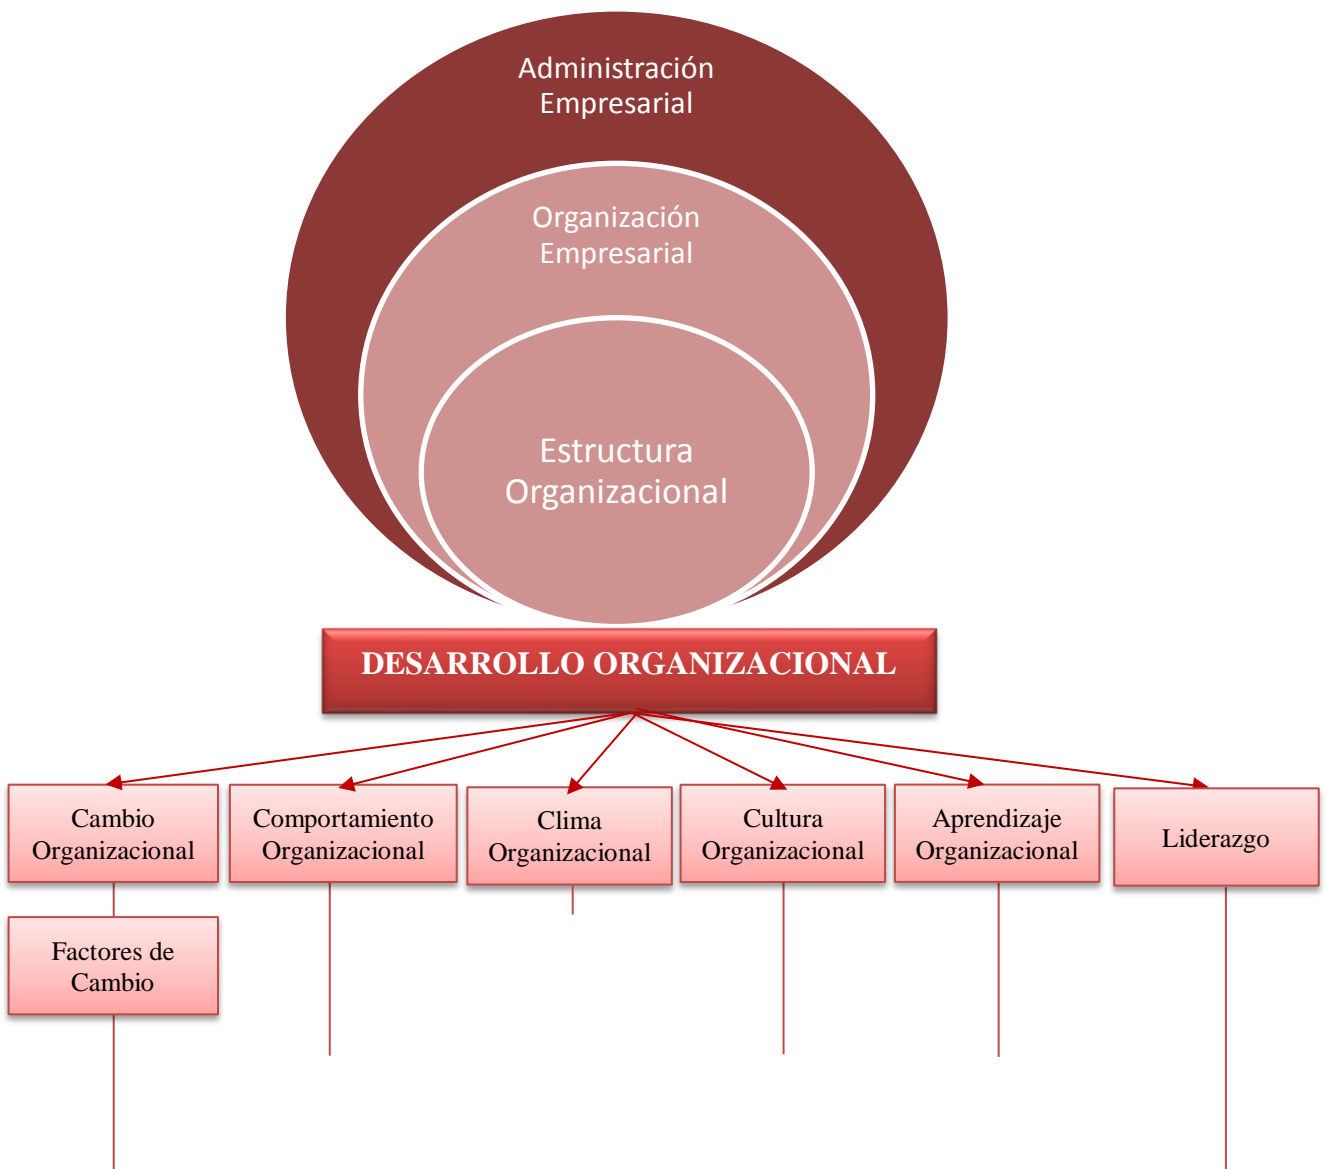 Administración
Empresarial
Organización
Empresarial
Estructura
Organizacional
DESARROLLO ORGANIZACIONAL
Cambio
Organizacional
Comportamiento
Organizacional
Clima
Organizacional
Cultura
Organizacional
Aprendizaje
Organizacional
Liderazgo
Factores de
Cambio